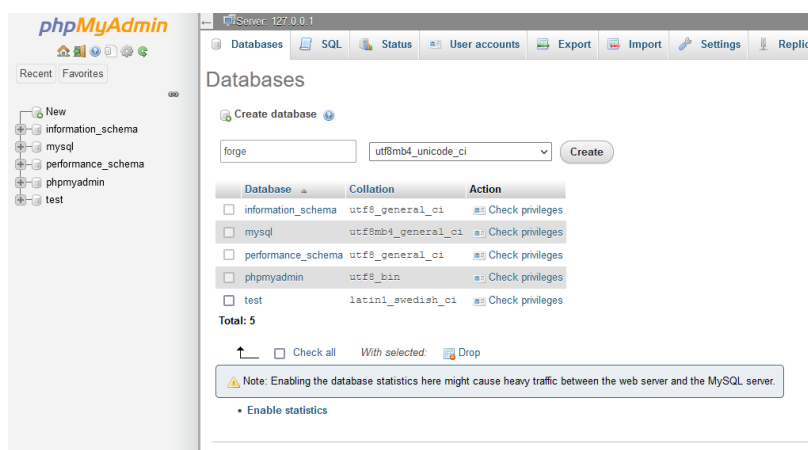 phpMyAdmin
Recent Favorites
New
information_schema
mysql
performance_schema
phpmyadmin
test
Server: 127.0.0.1
Databases SQL Status User accounts Export Import Settings Replic
Databases
Create database
forge utf8mb4_unicode_ci Create
Database Collation Action
information_schema utf8_general_ci Check privileges
mysql utf8mb4_general_ci Check privileges
performance_schema utf8_general_ci Check privileges
phpmyadmin utf8_bin Check privileges
test latin1_swedish_ci Check privileges
Total: 5
Check all With selected: Drop
Note: Enabling the database statistics here might cause heavy traffic between the web server and the MySQL server.
• Enable statistics